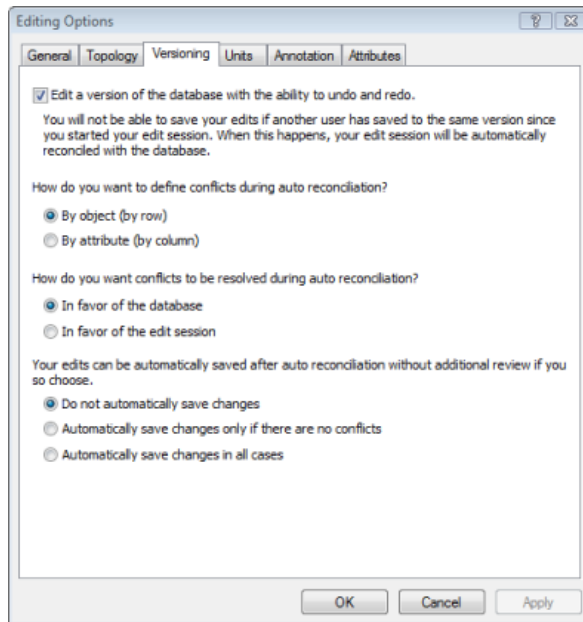 Editing Options
General Topology Versioning Units Annotation Attributes
Edit a version of the database with the ability to undo and redo.
You will not be able to save your edits if another user has saved to the same version since
you started your edit session. When this happens, your edit session will be automatically
reconciled with the database.
How do you want to define conflicts during auto reconciliation?
By object (by row)
By attribute (by column)
How do you want conflicts to be resolved during auto reconciliation?
In favor of the database
In favor of the edit session
Your edits can be automatically saved after auto reconciliation without additional review if you
so choose.
Do not automatically save changes
Automatically save changes only if there are no conflicts
Automatically save changes in all cases
OK Cancel Apply